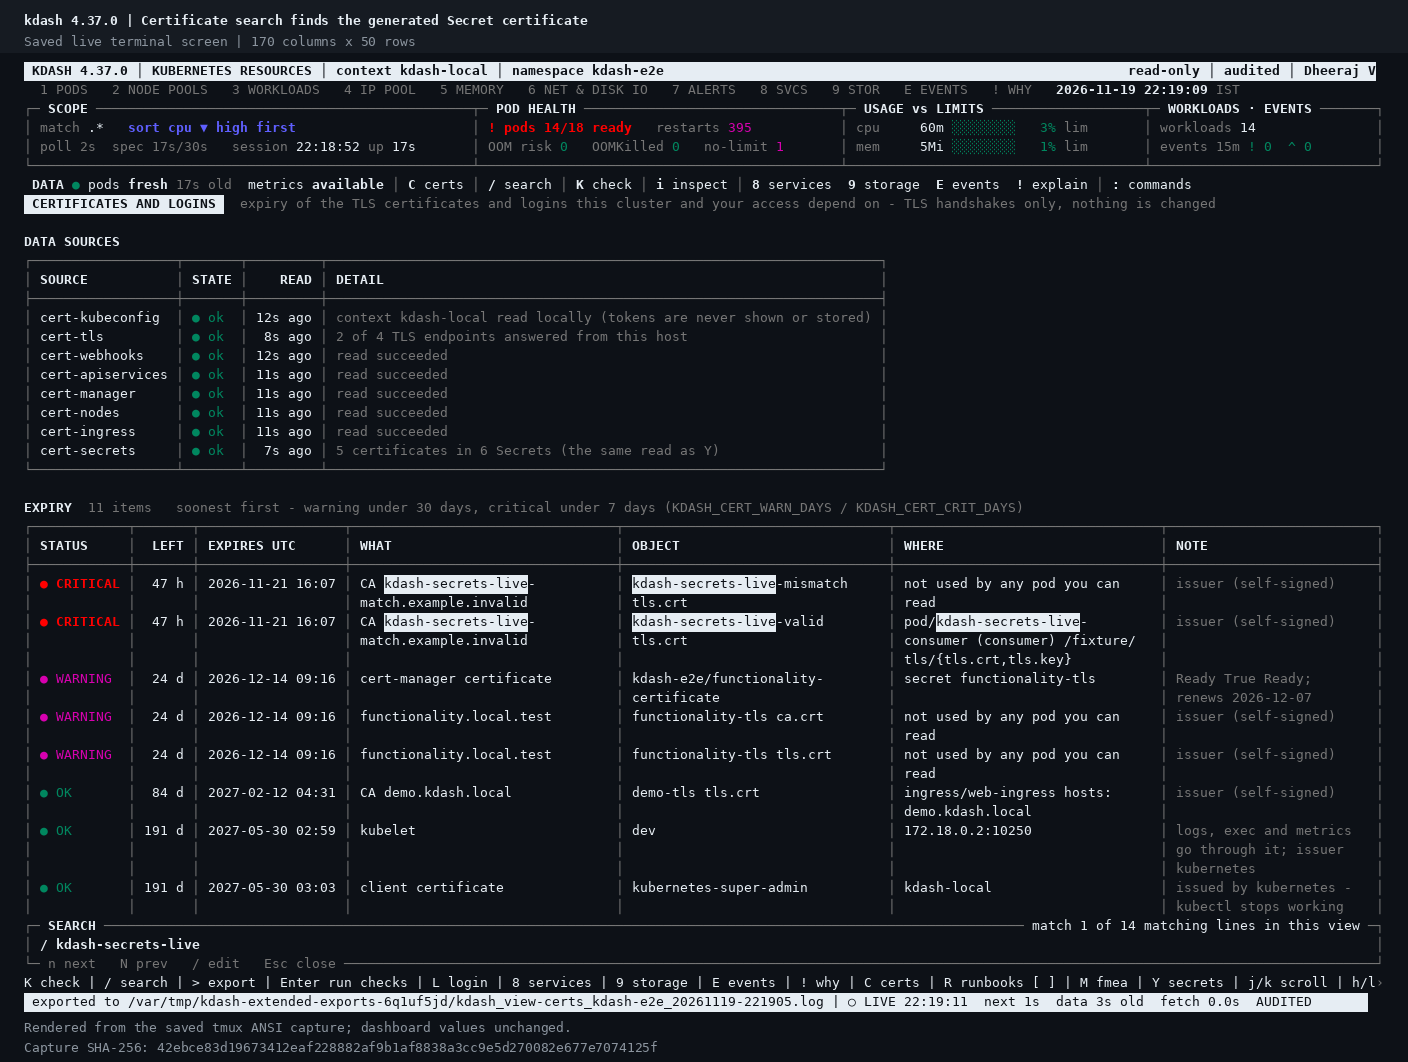 kdash 4.37.0 | Certificate search finds the generated Secret certificate
Saved live terminal screen | 170 columns x 50 rows
KDASH 4.37.0 │ KUBERNETES RESOURCES │ context kdash-local │ namespace kdash-e2e read-only │ audited │ Dheeraj V
1 PODS 2 NODE POOLS 3 WORKLOADS 4 IP POOL 5 MEMORY 6 NET & DISK IO 7 ALERTS 8 SVCS 9 STOR E EVENTS ! WHY 2026-11-19 22:19:09 IST
SCOPE POD HEALTH USAGE vs LIMITS WORKLOADS · EVENTS
match .* sort cpu ▼ high first │ ! pods 14/18 ready restarts 395 │ cpu 60m ░░░░░░░░ 3% lim │ workloads 14
poll 2s spec 17s/30s session 22:18:52 up 17s │ OOM risk 0 OOMKilled 0 no-limit 1 │ mem 5Mi ░░░░░░░░ 1% lim │ events 15m ! 0 ^ 0
DATA ● pods fresh 17s old metrics available │ C certs │ / search │ K check │ i inspect │ 8 services 9 storage E events ! explain │ : commands
CERTIFICATES AND LOGINS expiry of the TLS certificates and logins this cluster and your access depend on - TLS handshakes only, nothing is changed
DATA SOURCES
SOURCE │ STATE │ READ │ DETAIL
cert-kubeconfig │ ● ok │ 12s ago │ context kdash-local read locally (tokens are never shown or stored)
cert-tls │ ● ok │ 8s ago │ 2 of 4 TLS endpoints answered from this host
cert-webhooks │ ● ok │ 12s ago │ read succeeded
cert-apiservices │ ● ok │ 11s ago │ read succeeded
cert-manager │ ● ok │ 11s ago │ read succeeded
cert-nodes │ ● ok │ 11s ago │ read succeeded
cert-ingress │ ● ok │ 11s ago │ read succeeded
cert-secrets │ ● ok │ 7s ago │ 5 certificates in 6 Secrets (the same read as Y)
EXPIRY 11 items soonest first - warning under 30 days, critical under 7 days (KDASH_CERT_WARN_DAYS / KDASH_CERT_CRIT_DAYS)
STATUS │ LEFT │ EXPIRES UTC │ WHAT │ OBJECT │ WHERE │ NOTE
● CRITICAL │ 47 h │ 2026-11-21 16:07 │ CA kdash-secrets-live- │ kdash-secrets-live-mismatch │ not used by any pod you can │ issuer (self-signed)
match.example.invalid │ tls.crt │ read
● CRITICAL │ 47 h │ 2026-11-21 16:07 │ CA kdash-secrets-live- │ kdash-secrets-live-valid │ pod/kdash-secrets-live- │ issuer (self-signed)
match.example.invalid │ tls.crt │ consumer (consumer) /fixture/
tls/{tls.crt,tls.key}
● WARNING │ 24 d │ 2026-12-14 09:16 │ cert-manager certificate │ kdash-e2e/functionality- │ secret functionality-tls │ Ready True Ready;
certificate │ renews 2026-12-07
● WARNING │ 24 d │ 2026-12-14 09:16 │ functionality.local.test │ functionality-tls ca.crt │ not used by any pod you can │ issuer (self-signed)
read
● WARNING │ 24 d │ 2026-12-14 09:16 │ functionality.local.test │ functionality-tls tls.crt │ not used by any pod you can │ issuer (self-signed)
read
● OK │ 84 d │ 2027-02-12 04:31 │ CA demo.kdash.local │ demo-tls tls.crt │ ingress/web-ingress hosts: │ issuer (self-signed)
demo.kdash.local
● OK │ 191 d │ 2027-05-30 02:59 │ kubelet │ dev │ 172.18.0.2:10250 │ logs, exec and metrics
go through it; issuer
kubernetes
● OK │ 191 d │ 2027-05-30 03:03 │ client certificate │ kubernetes-super-admin │ kdash-local │ issued by kubernetes -
kubectl stops working
SEARCH match 1 of 14 matching lines in this view
/ kdash-secrets-live
n next N prev / edit Esc close
K check | / search | > export | Enter run checks | L login | 8 services | 9 storage | E events | ! why | C certs | R runbooks [ ] | M fmea | Y secrets | j/k scroll | h/l›
exported to /var/tmp/kdash-extended-exports-6q1uf5jd/kdash_view-certs_kdash-e2e_20261119-221905.log | ○ LIVE 22:19:11 next 1s data 3s old fetch 0.0s AUDITED
Rendered from the saved tmux ANSI capture; dashboard values unchanged.
Capture SHA-256: 42ebce83d19673412eaf228882af9b1af8838a3cc9e5d270082e677e7074125f